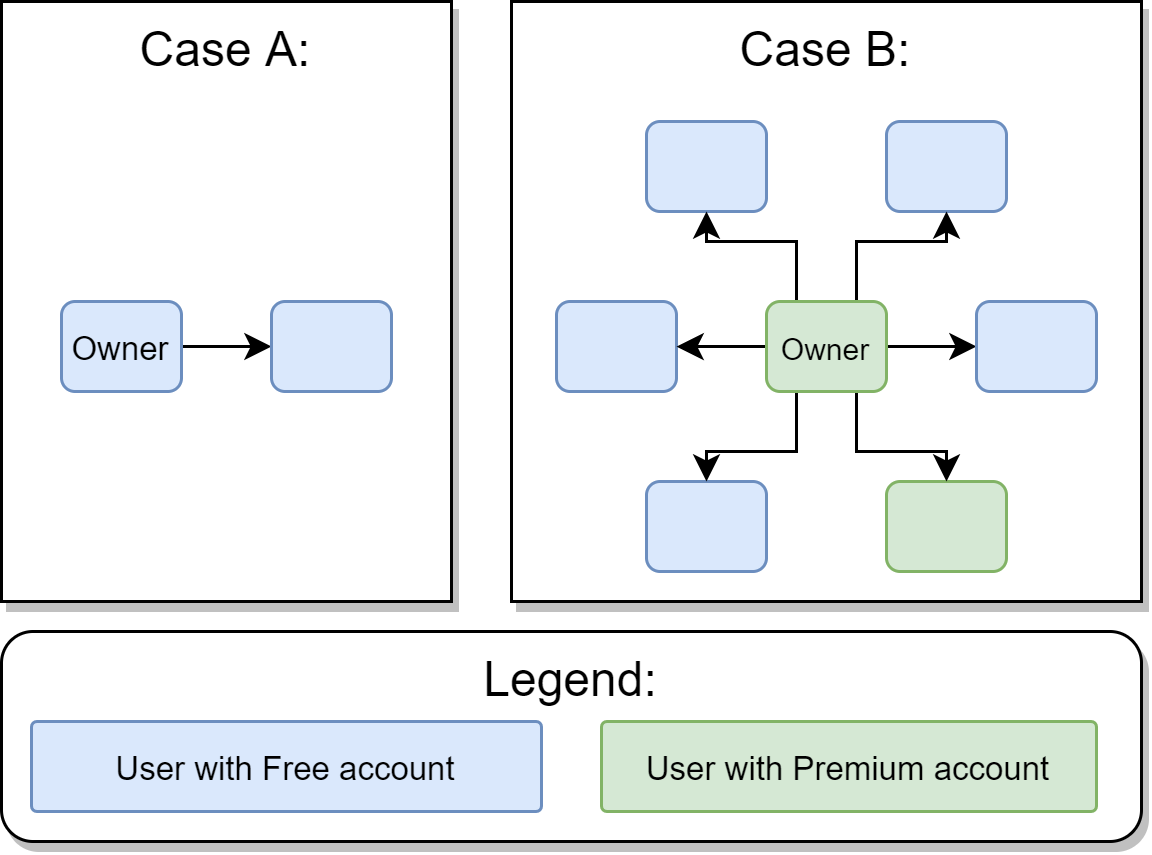 Case A:
Case B:
Owner
Owner
Legend:
User with Free account
User with Premium account